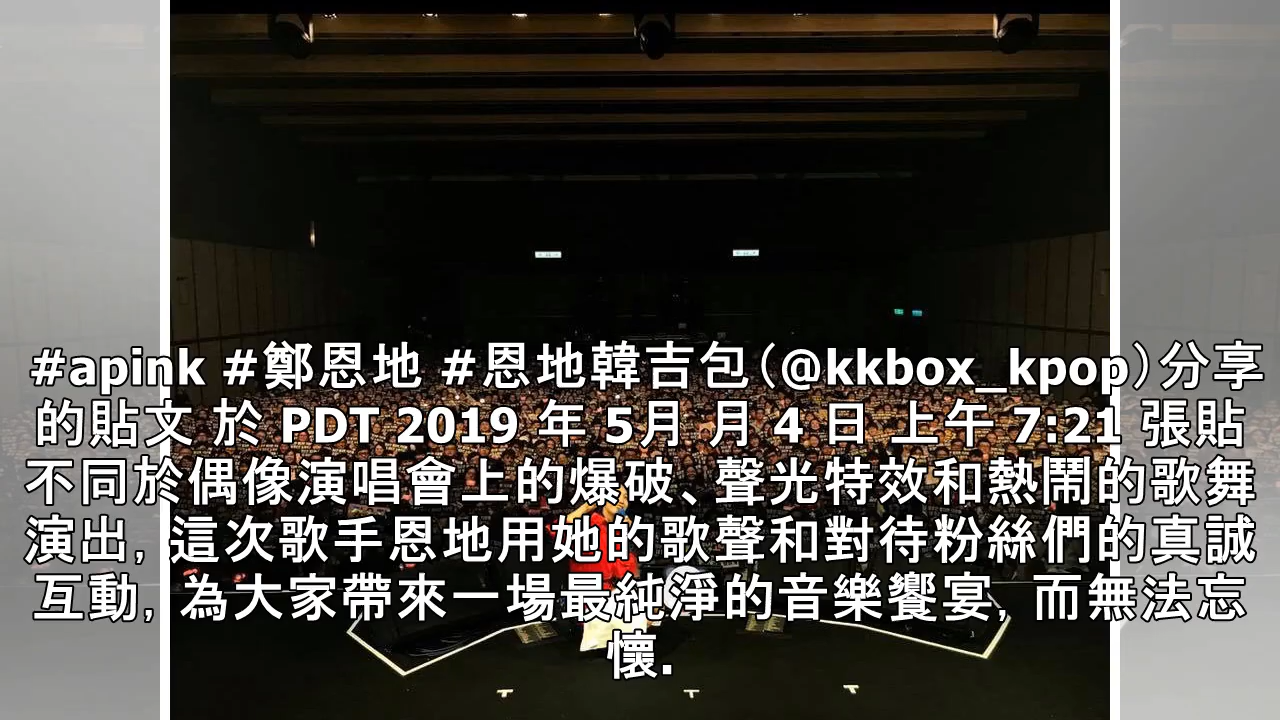 #apink #鄭恩地 #恩地韓吉包（@kkbox_kpop）分享
的貼文 於 PDT 2019 年 5月 月 4 日 上午 7:21 張貼
不同於偶像演唱會上的爆破、聲光特效和熱鬧的歌舞
演出, 這次歌手恩地用她的歌聲和對待粉絲們的真誠
互動, 為大家帶來一場最純淨的音樂饗宴, 而無法忘
懷.